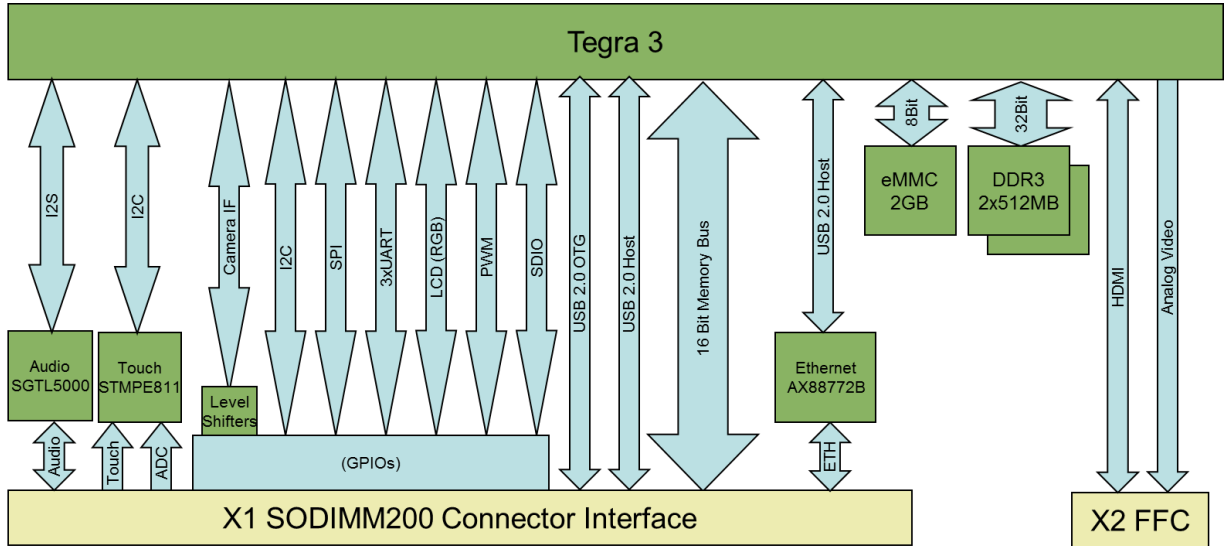 Tegra 3
I2S
I2C
Camera IF
I2C
SPI
3xUART
LCD (RGB)
PWM
SDIO
USB 2.0 OTG
USB 2.0 Host
16 Bit Memory Bus
USB 2.0 Host
8Bit
32Bit
eMMC
2GB
DDR3
2x512MB
HDMI
Analog Video
Audio
SGTL5000
Touch
STMPE811
Level
Shifters
Ethernet
AX88772B
Audio
Touch
ADC
(GPIOs)
ETH
X1 SODIMM200 Connector Interface
X2 FFC